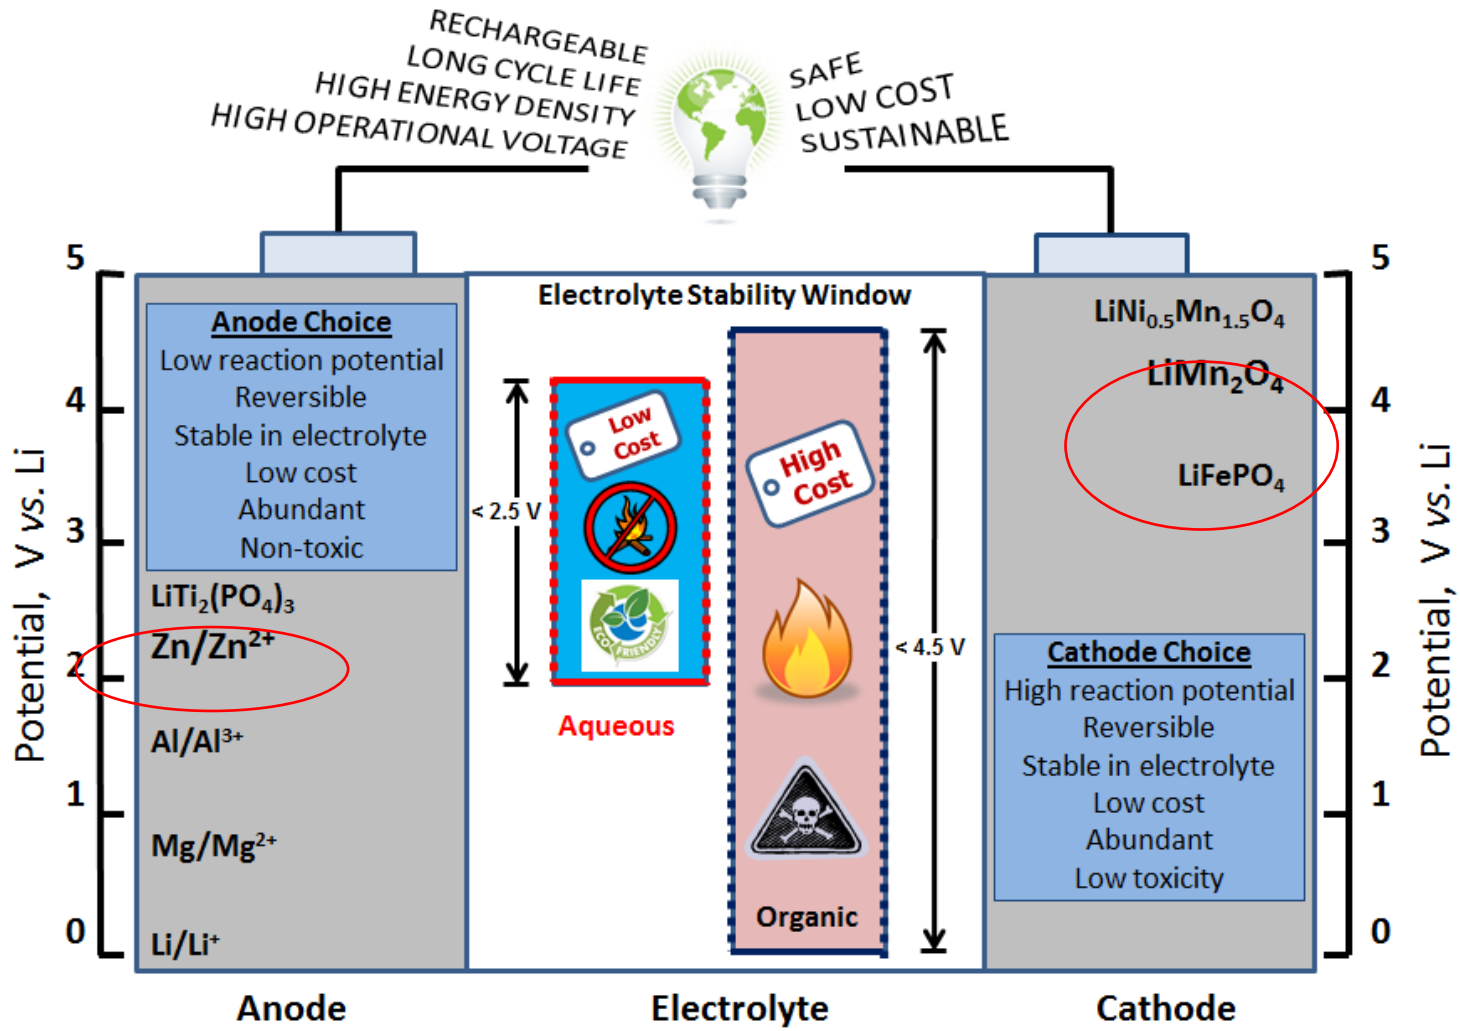 RECHARGEABLE
LONG CYCLE LIFE
HIGH ENERGY DENSITY
HIGH OPERATIONAL VOLTAGE
SAFE
LOW COST
SUSTAINABLE
5
4
3
2
1
0
Potential, V vs. Li
Anode Choice
Low reaction potential
Reversible
Stable in electrolyte
Low cost
Abundant
Non-toxic
LiTi₂(PO₄)₃
Zn/Zn²⁺
Al/Al³⁺
Mg/Mg²⁺
Li/Li⁺
Anode
Electrolyte Stability Window
< 2.5 V
Low
Cost
ECO FRIENDLY
Aqueous
High
Cost
Organic
< 4.5 V
Electrolyte
LiNi₀.₅Mn₁.₅O₄
LiMn₂O₄
LiFePO₄
Cathode Choice
High reaction potential
Reversible
Stable in electrolyte
Low cost
Abundant
Low toxicity
Cathode
5
4
3
2
1
0
Potential, V vs. Li